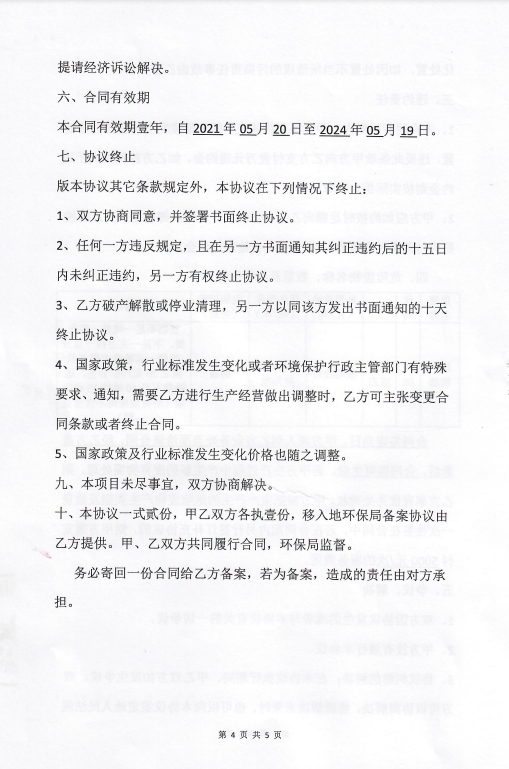 提请经济诉讼解决。
六、合同有效期
本合同有效期壹年，自 2021 年 05 月 20 日至 2024 年 05 月 19 日。
七、协议终止
版本协议其它条款规定外，本协议在下列情况下终止：
1、双方协商同意，并签署书面终止协议。
2、任何一方违反规定，且在另一方书面通知其纠正违约后的十五日
内未纠正违约，另一方有权终止协议。
3、乙方破产解散或停业清理，另一方以同该方发出书面通知的十天
终止协议。
4、国家政策，行业标准发生变化或者环境保护行政主管部门有特殊
要求、通知，需要乙方进行生产经营做出调整时，乙方可主张变更合
同条款或者终止合同。
5、国家政策及行业标准发生变化价格也随之调整。
九、本项目未尽事宜，双方协商解决。
十、本协议一式贰份，甲乙双方各执壹份，移入地环保局备案协议由
乙方提供。甲、乙双方共同履行合同，环保局监督。
务必寄回一份合同给乙方备案，若为备案，造成的责任由对方承
担。
第 4 页 共 5 页